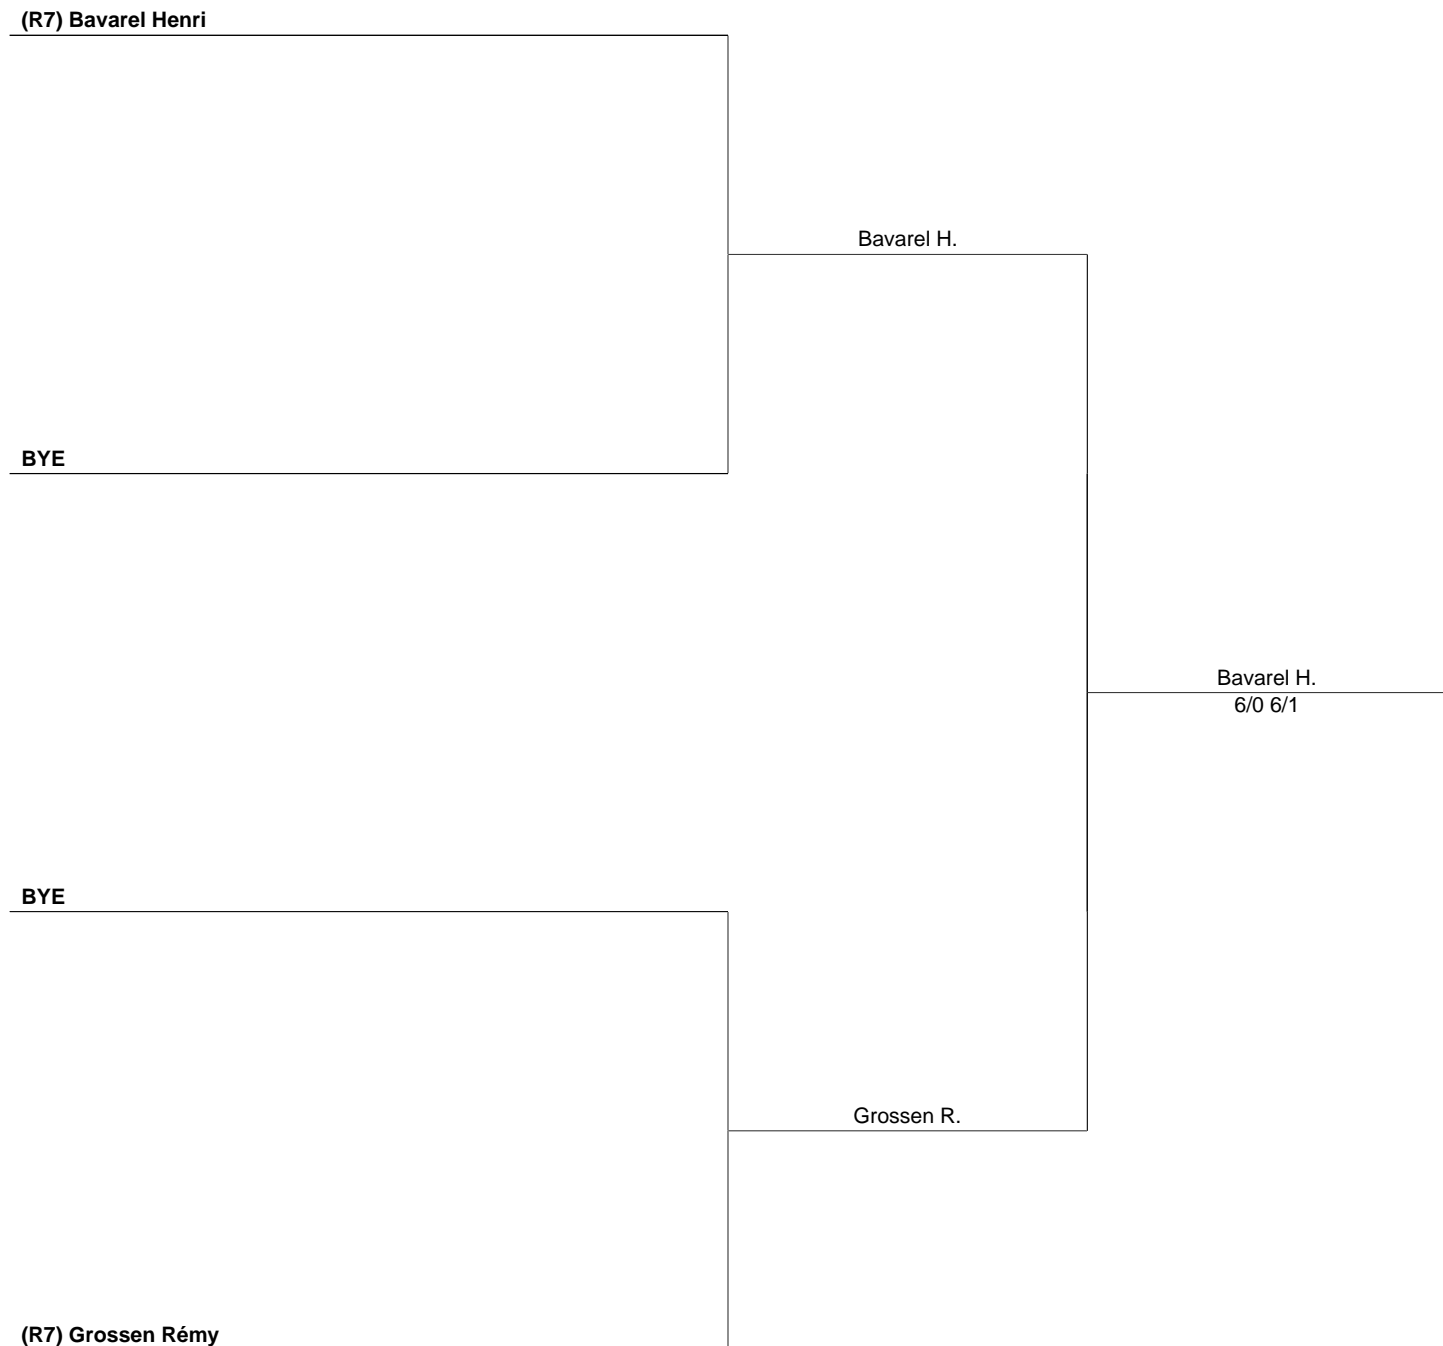 (R7) Bavarel Henri
Bavarel H.
BYE
Bavarel H.
6/0 6/1
BYE
Grossen R.
(R7) Grossen Rémy